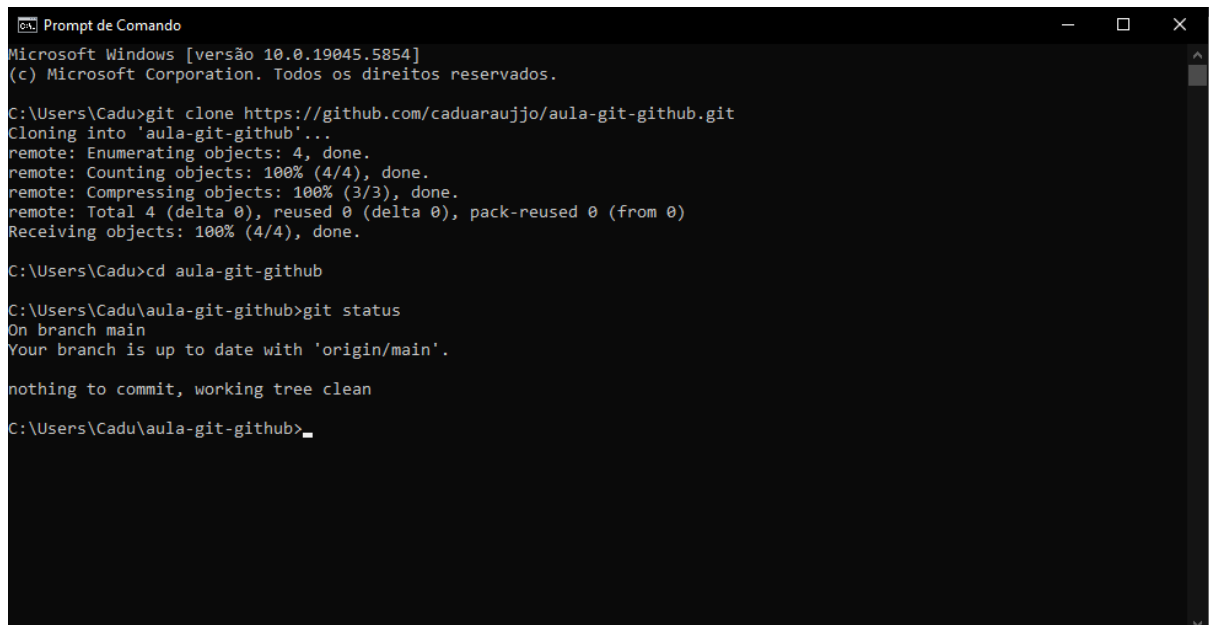 Prompt de Comando
Microsoft Windows [versão 10.0.19045.5854]
(c) Microsoft Corporation. Todos os direitos reservados.
C:\Users\Cadu>git clone https://github.com/caduaraujjo/aula-git-github.git
Cloning into 'aula-git-github'...
remote: Enumerating objects: 4, done.
remote: Counting objects: 100% (4/4), done.
remote: Compressing objects: 100% (3/3), done.
remote: Total 4 (delta 0), reused 0 (delta 0), pack-reused 0 (from 0)
Receiving objects: 100% (4/4), done.
C:\Users\Cadu>cd aula-git-github
C:\Users\Cadu\aula-git-github>git status
On branch main
Your branch is up to date with 'origin/main'.
nothing to commit, working tree clean
C:\Users\Cadu\aula-git-github>